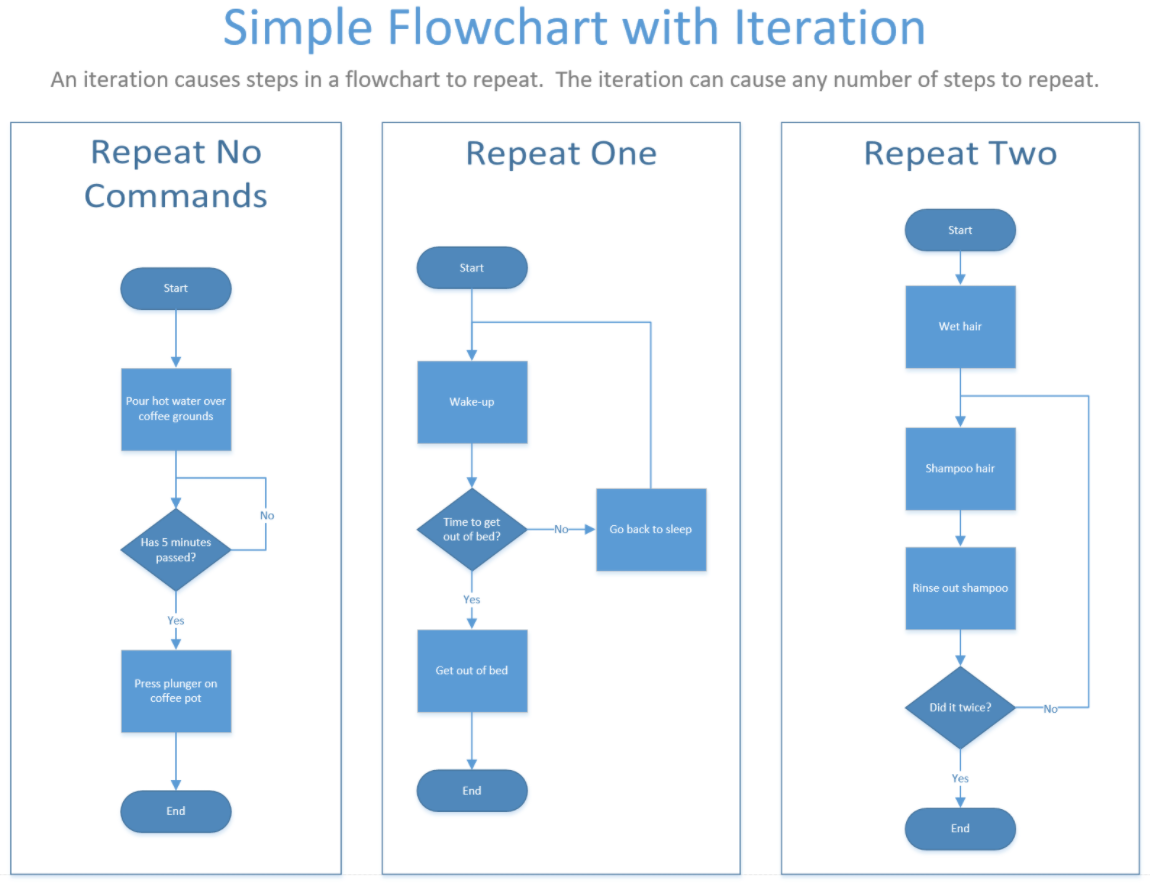 Simple Flowchart with Iteration
An iteration causes steps in a flowchart to repeat.  The iteration can cause any number of steps to repeat.
Repeat No
Commands
Start
Pour hot water over
coffee grounds
No
Has 5 minutes
passed?
Yes
Press plunger on
coffee pot
End
Repeat One
Start
Wake-up
Time to get
out of bed?
No
Go back to sleep
Yes
Get out of bed
End
Repeat Two
Start
Wet hair
Shampoo hair
Rinse out shampoo
Did it twice?
No
Yes
End